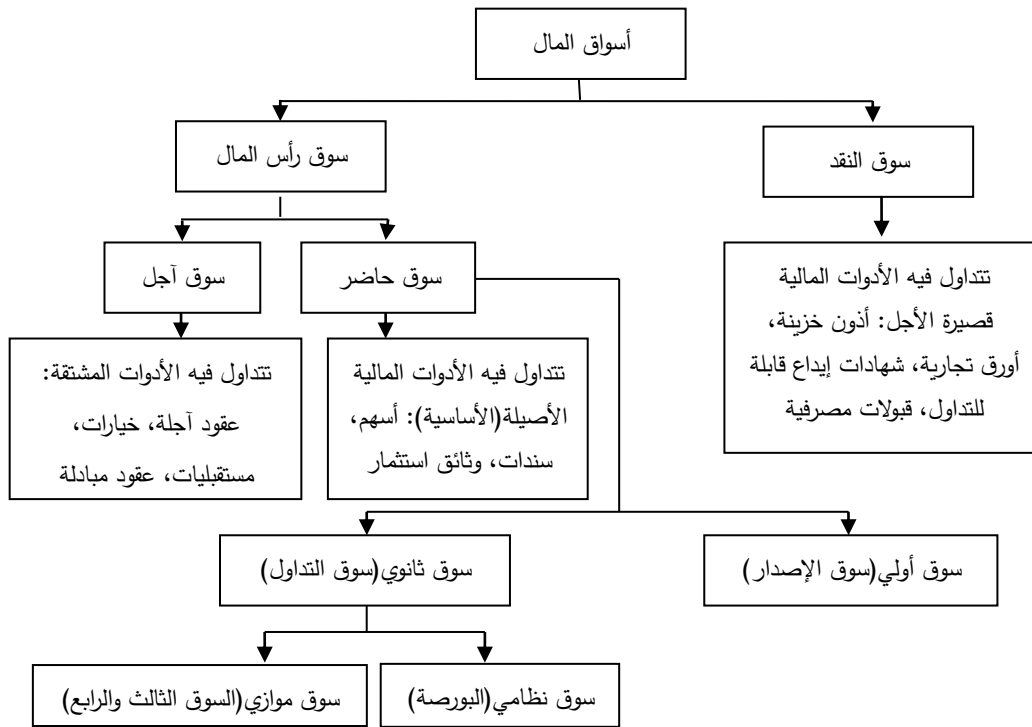 أسواق المال
سوق النقد
سوق رأس المال
سوق حاضر
سوق آجل
تتداول فيه الأدوات المالية
قصيرة الأجل: أذون خزينة،
أورق تجارية، شهادات إيداع قابلة
للتداول، قبولات مصرفية
تتداول فيه الأدوات المالية
الأصيلة(الأساسية): أسهم،
سندات، وثائق استثمار
تتداول فيه الأدوات المشتقة:
عقود آجلة، خيارات،
مستقبليات، عقود مبادلة
سوق أولي(سوق الإصدار)
سوق ثانوي(سوق التداول)
سوق نظامي(البورصة)
سوق موازي(السوق الثالث والرابع)